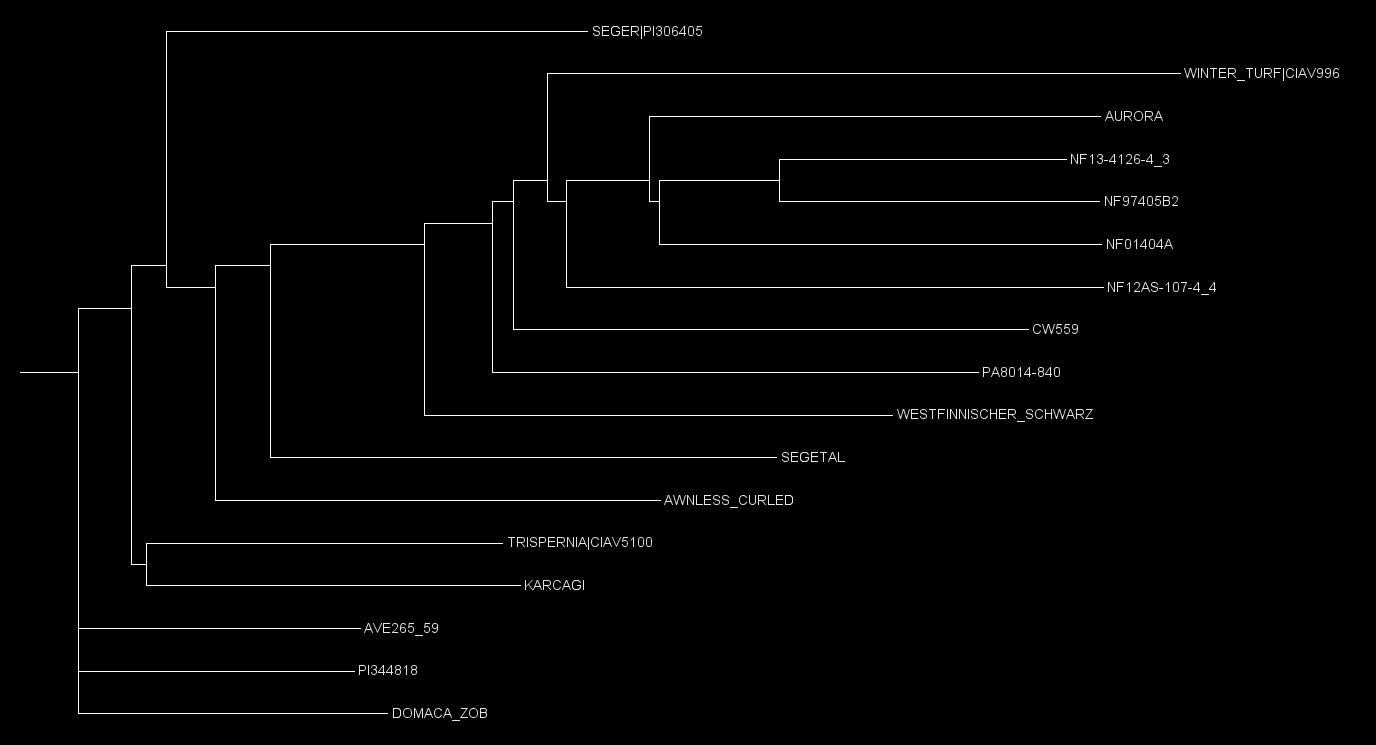 SEGER|PI306405
WINTER_TURF|CIAV996
AURORA
NF13-4126-4_3
NF97405B2
NF01404A
NF12AS-107-4_4
CW559
PA8014-840
WESTFINNISCHER_SCHWARZ
SEGETAL
AWNLESS_CURLED
TRISPERNIA|CIAV5100
KARCAGI
AVE265_59
PI344818
DOMACA_ZOB